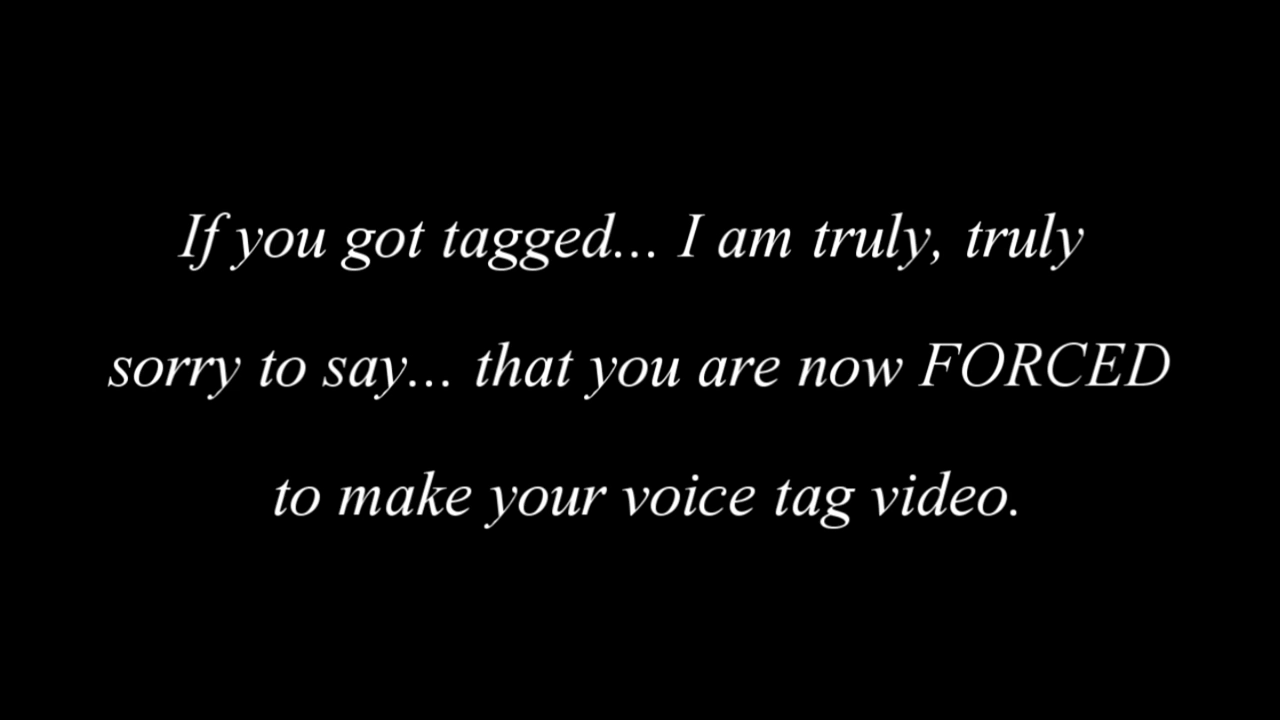 If you got tagged... I am truly, truly
sorry to say... that you are now FORCED
to make your voice tag video.